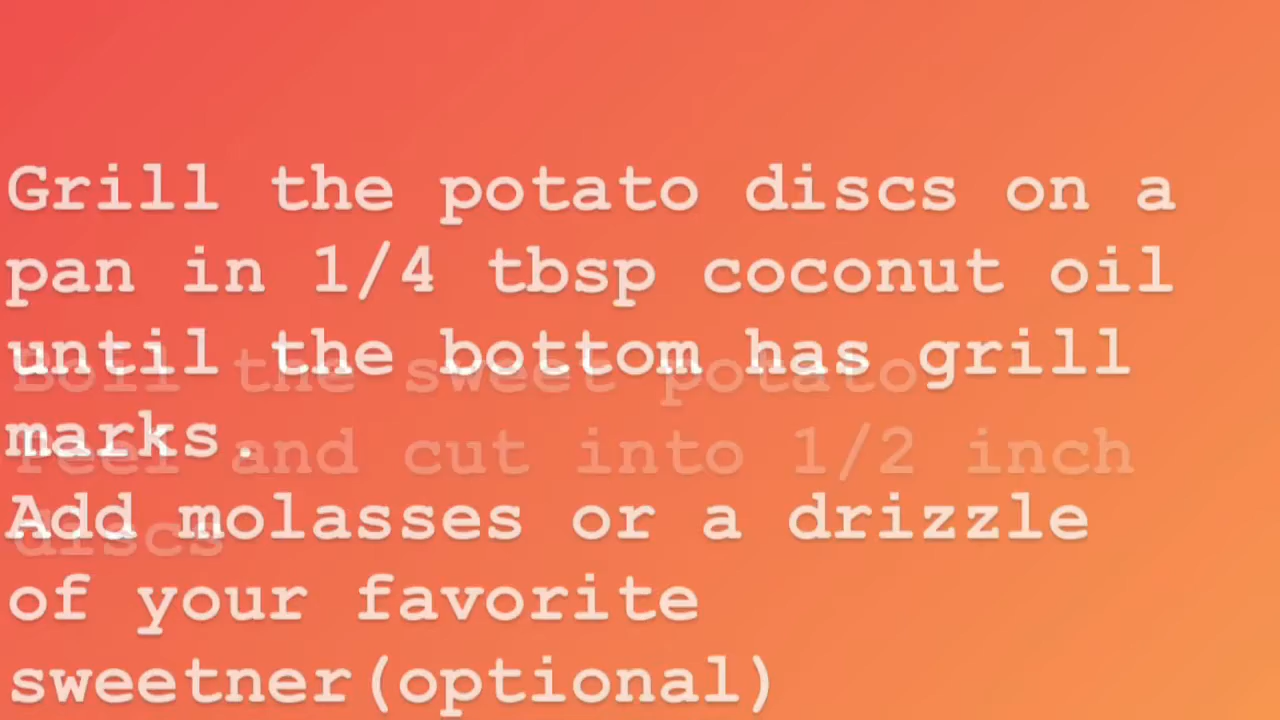 Grill the potato discs on a
pan in 1/4 tbsp coconut oil
until the bottom has grill
Boil the sweet potato
marks.
Peel and cut into 1/2 inch
Add molasses or a drizzle
discs
of your favorite
sweetner(optional)